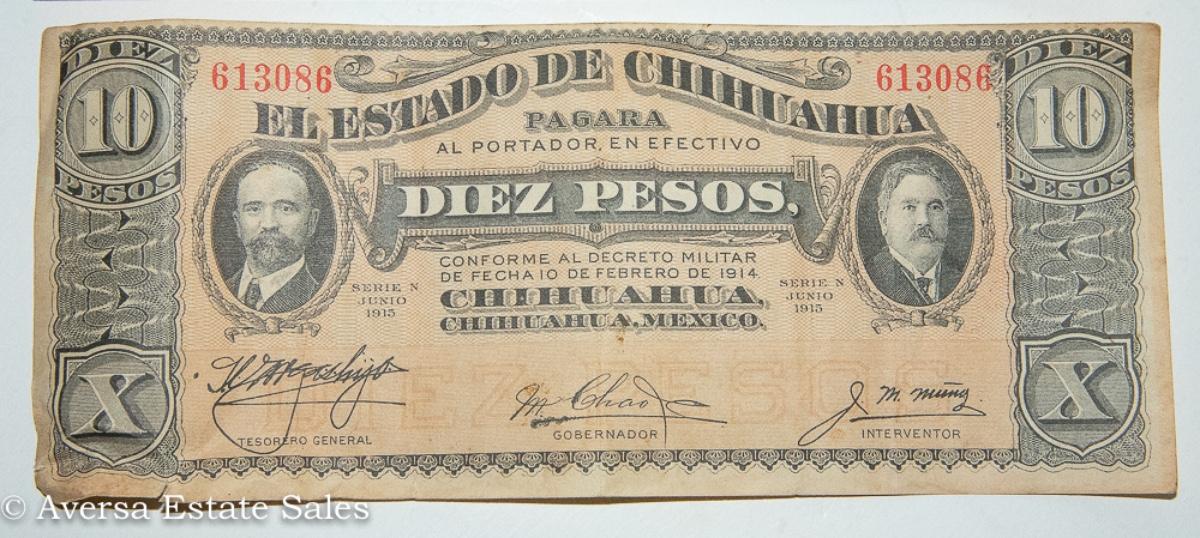 DIEZ
10
PESOS
613086
EL ESTADO DE CHIHUAHUA
613086
DIEZ
10
PESOS
PAGARA
AL PORTADOR, EN EFECTIVO
DIEZ PESOS,
CONFORME AL DECRETO MILITAR
DE FECHA 10 DE FEBRERO DE 1914
CHIHUAHUA,
CHIHUAHUA, MEXICO.
SERIE N
JUNIO
1915
SERIE N
JUNIO
1915
DIEZ PESOS
X
X
TESORERO GENERAL
M Chao
GOBERNADOR
J. M. Núñg
INTERVENTOR
© Aversa Estate Sales